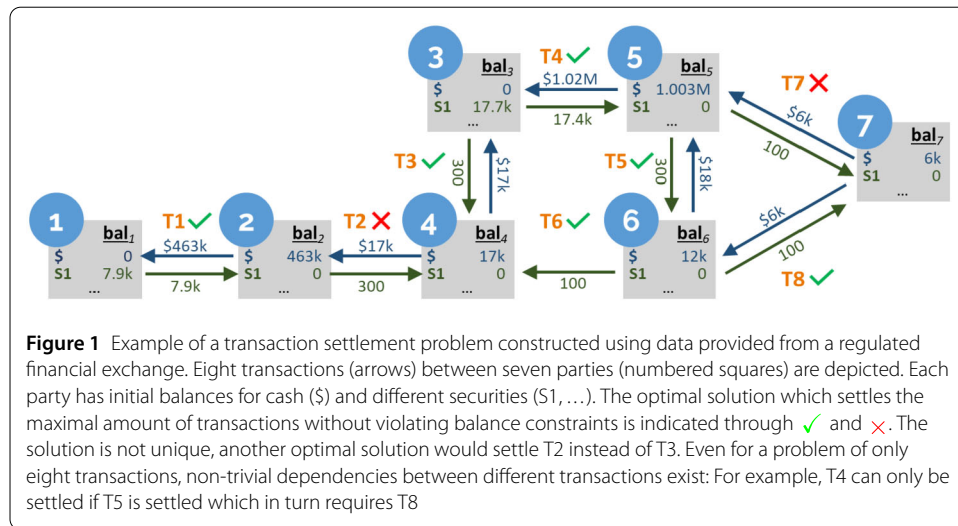 3
bal3
$ 0
S1 17.7k
...
T4 ✓
$1.02M
17.4k
5
bal5
$ 1.003M
S1 0
...
T7 ✗
$6k
100
7
bal7
$ 6k
S1 0
...
T3 ✓
300
$17k
T5 ✓
300
$18k
1
bal1
$ 0
S1 7.9k
...
T1 ✓
$463k
7.9k
2
bal2
$ 463k
S1 0
...
T2 ✗
$17k
300
4
bal4
$ 17k
S1 0
...
T6 ✓
100
6
bal6
$ 12k
S1 0
...
$6k
100
T8 ✓
Figure 1 Example of a transaction settlement problem constructed using data provided from a regulated
financial exchange. Eight transactions (arrows) between seven parties (numbered squares) are depicted. Each
party has initial balances for cash ($) and different securities (S1, ...). The optimal solution which settles the
maximal amount of transactions without violating balance constraints is indicated through ✓ and ×. The
solution is not unique, another optimal solution would settle T2 instead of T3. Even for a problem of only
eight transactions, non-trivial dependencies between different transactions exist: For example, T4 can only be
settled if T5 is settled which in turn requires T8